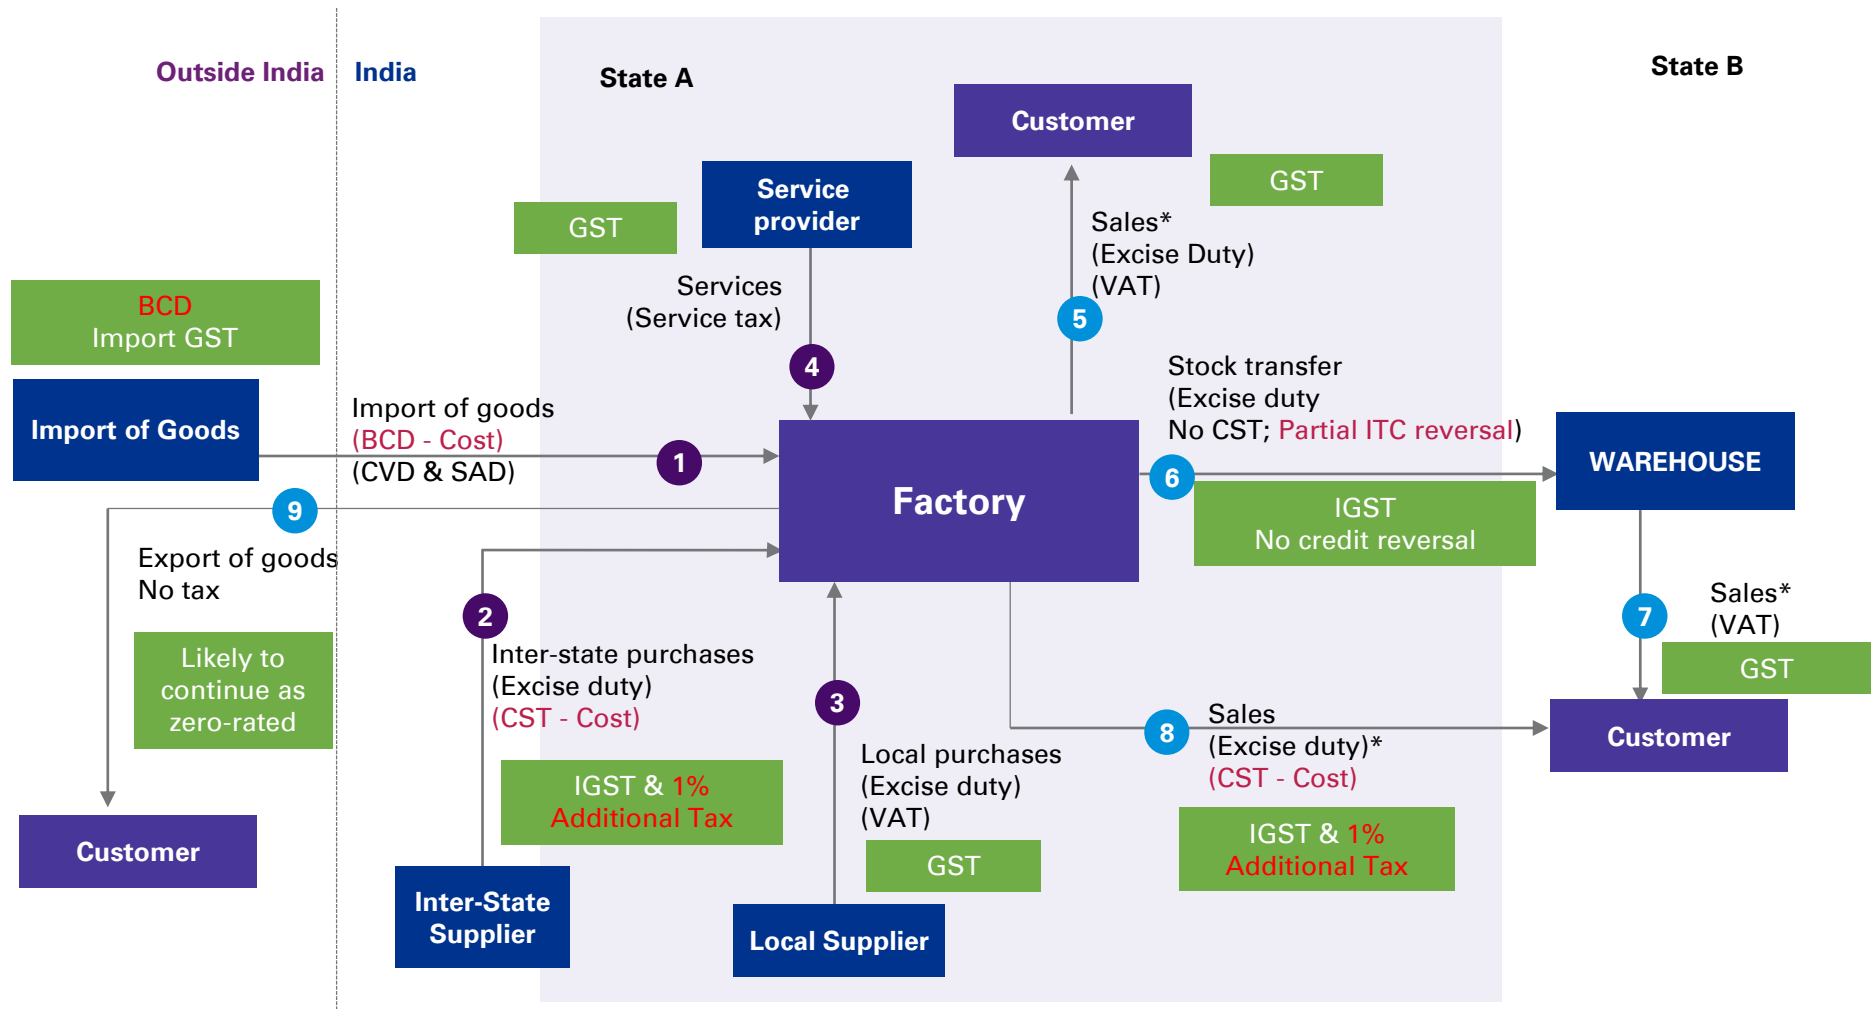 Outside India
India
State A
State B
Customer
GST
Service
provider
GST
Sales*
(Excise Duty)
(VAT)
5
Services
(Service tax)
4
BCD
Import GST
Import of Goods
Import of goods
(BCD - Cost)
(CVD & SAD)
1
Stock transfer
(Excise duty
No CST; Partial ITC reversal)
6
WAREHOUSE
IGST
No credit reversal
Factory
9
Export of goods
No tax
Likely to
continue as
zero-rated
Customer
2
Inter-state purchases
(Excise duty)
(CST - Cost)
IGST & 1%
Additional Tax
Inter-State
Supplier
3
Local purchases
(Excise duty)
(VAT)
GST
Local Supplier
7
Sales*
(VAT)
GST
8
Sales
(Excise duty)*
(CST - Cost)
IGST & 1%
Additional Tax
Customer